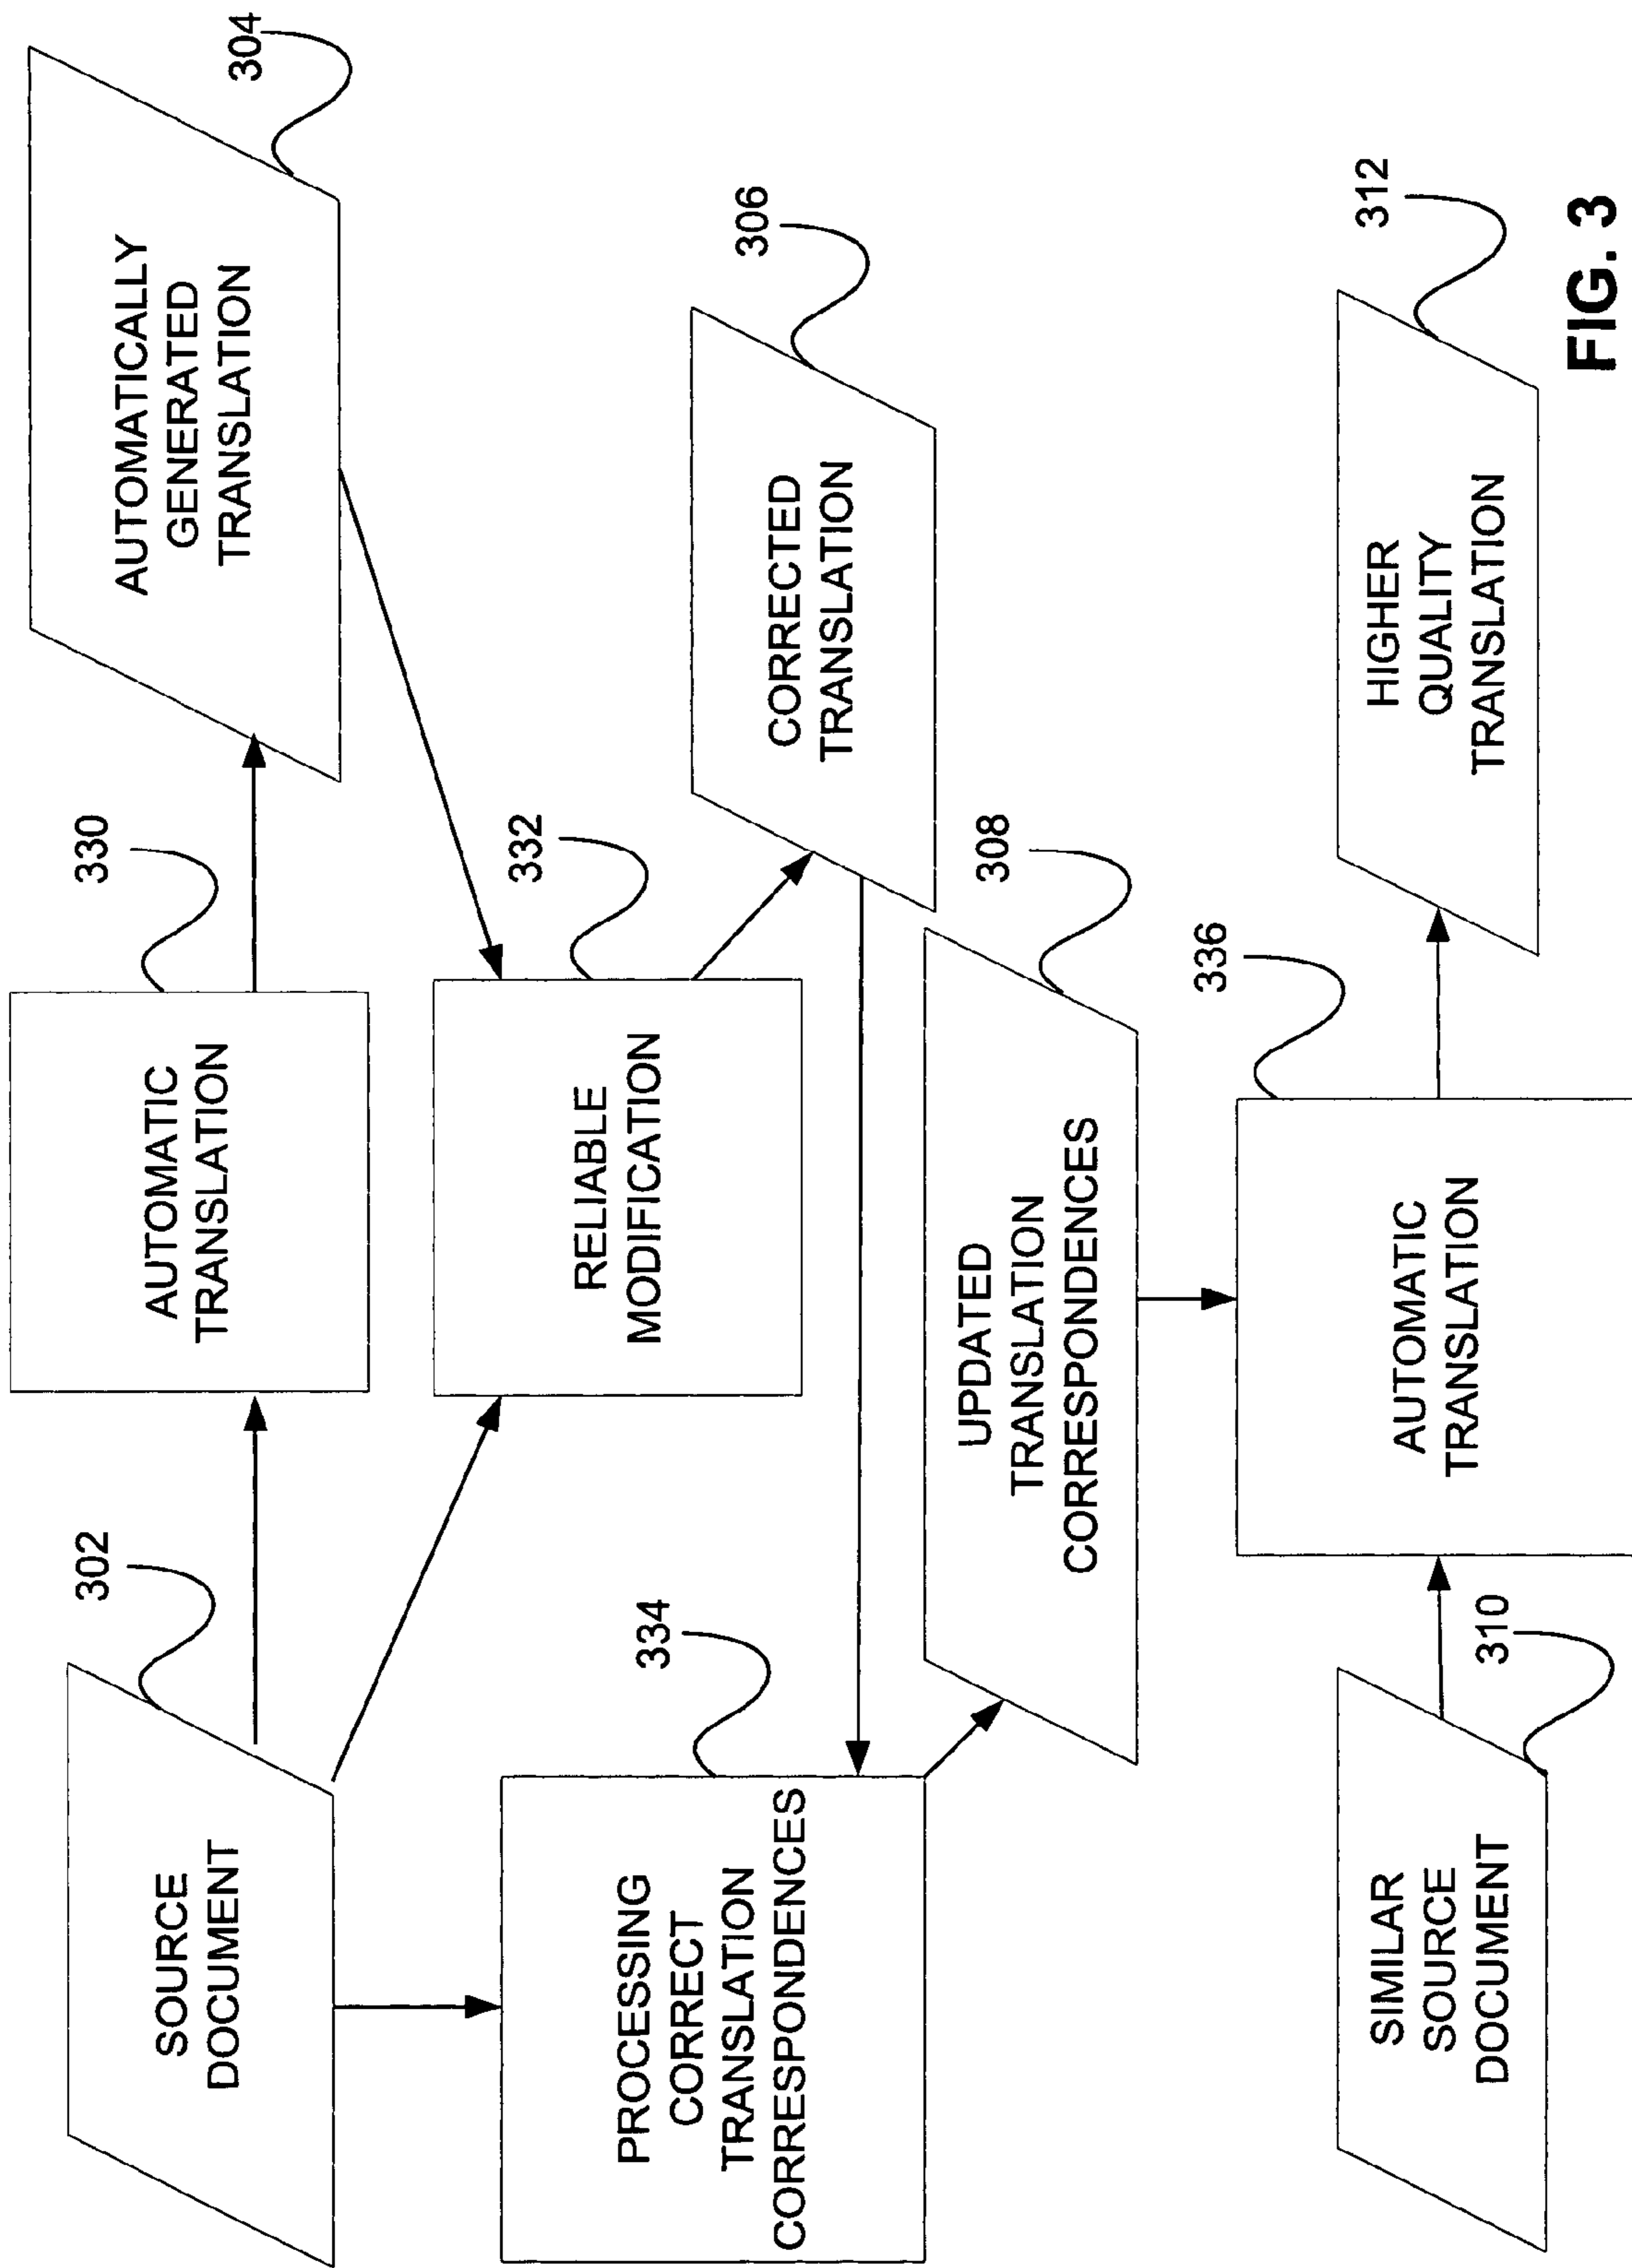 302
SOURCE
DOCUMENT
330
AUTOMATIC
TRANSLATION
304
AUTOMATICALLY
GENERATED
TRANSLATION
332
RELIABLE
MODIFICATION
334
PROCESSING
CORRECT
TRANSLATION
CORRESPONDENCES
306
CORRECTED
TRANSLATION
308
UPDATED
TRANSLATION
CORRESPONDENCES
310
SIMILAR
SOURCE
DOCUMENT
336
AUTOMATIC
TRANSLATION
312
HIGHER
QUALITY
TRANSLATION
FIG. 3